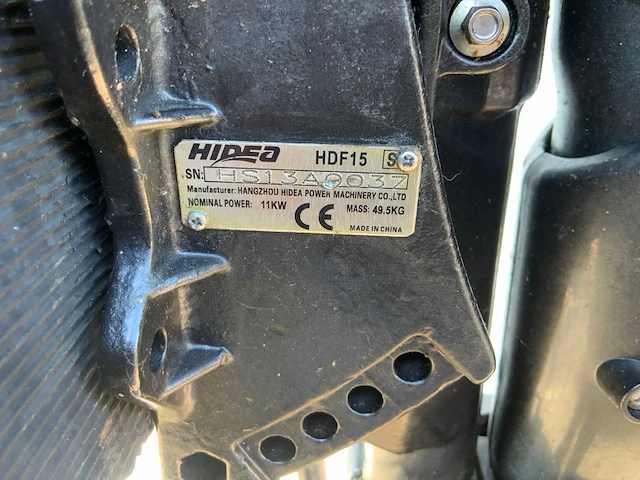 HIDEA HDF15 S
SN: HS13A0037
Manufacturer: HANGZHOU HIDEA POWER MACHINERY CO.,LTD
NOMINAL POWER: 11KW CE MASS: 49.5KG
MADE IN CHINA